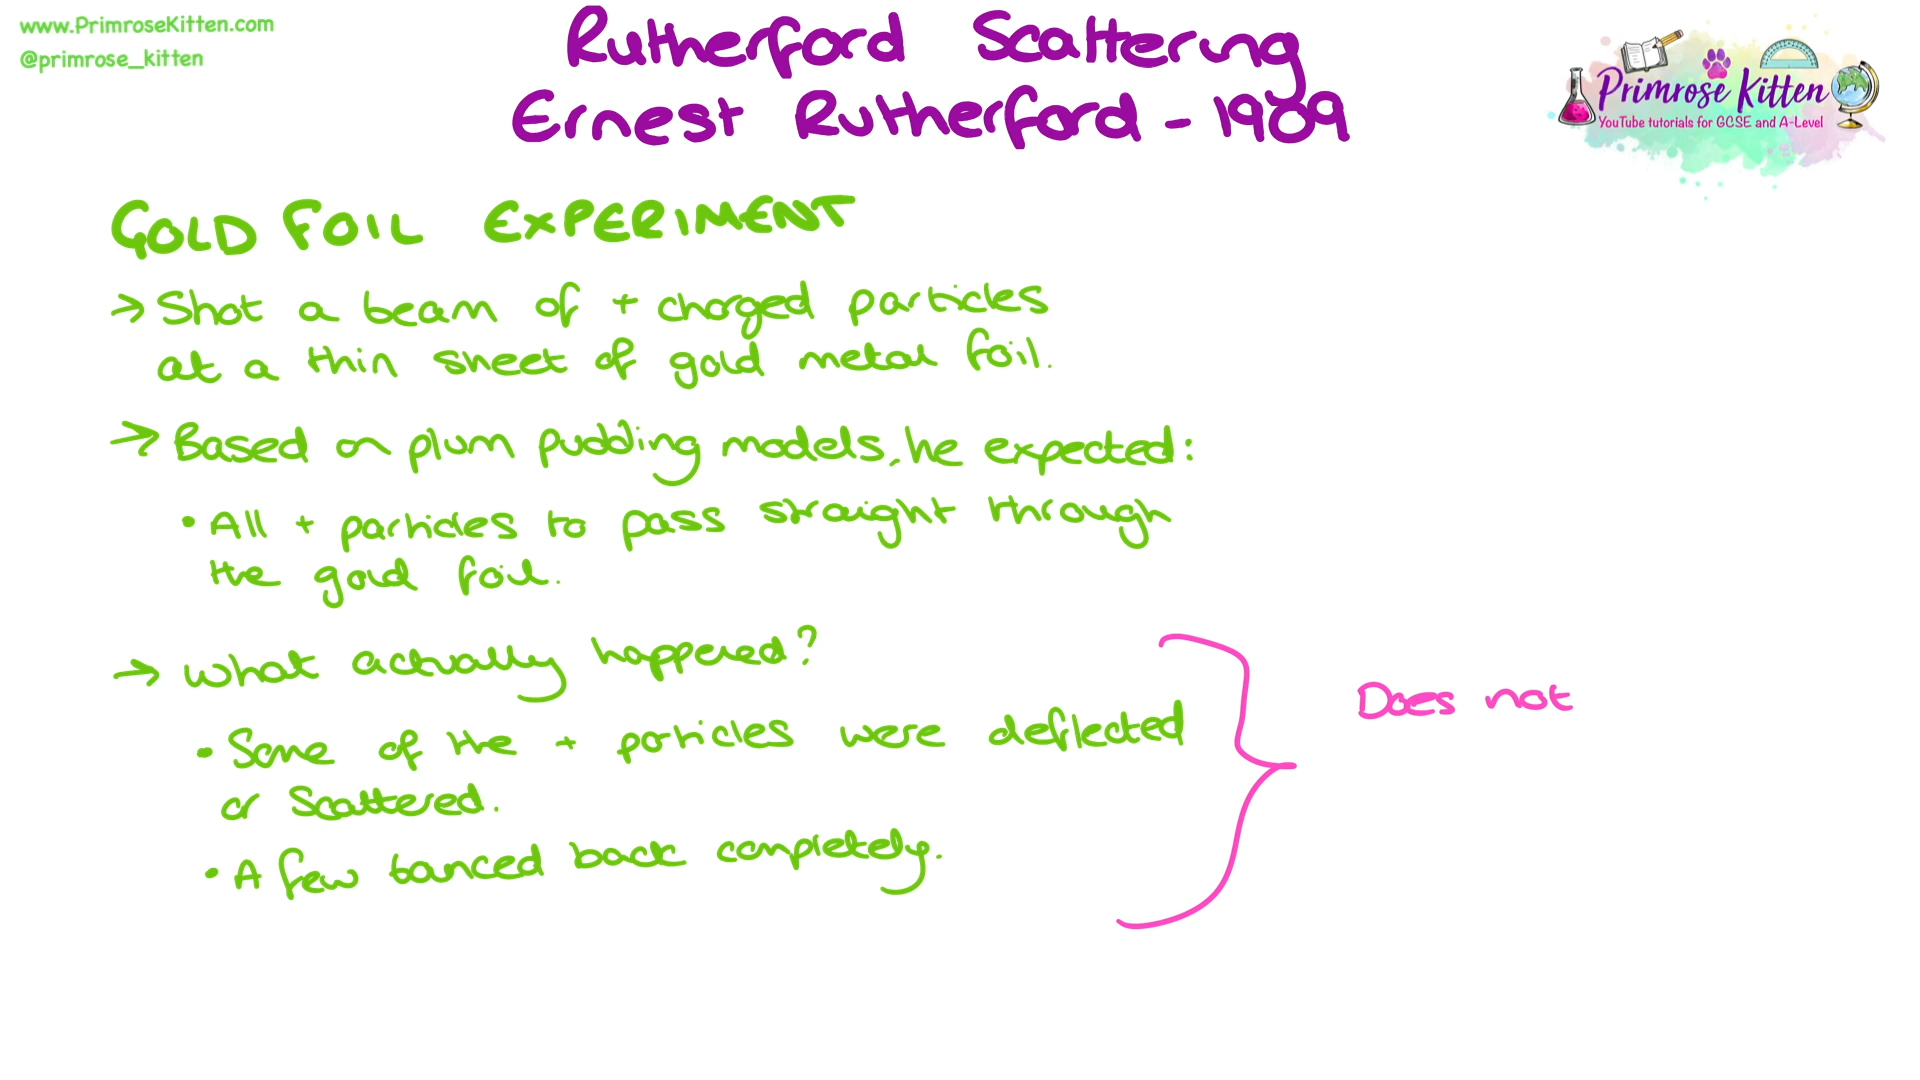 www.PrimroseKitten.com
@primrose_kitten
Rutherford Scattering
Ernest Rutherford - 1909
Primrose Kitten
YouTube tutorials for GCSE and A-Level
GOLD FOIL EXPERIMENT
→ Shot a beam of + charged particles
at a thin sheet of gold metal foil.
→ Based on plum pudding models, he expected:
• All + particles to pass straight through
the gold foil.
→ What actually happened?
• Some of the + particles were deflected
or scattered.
• A few bounced back completely.
Does not